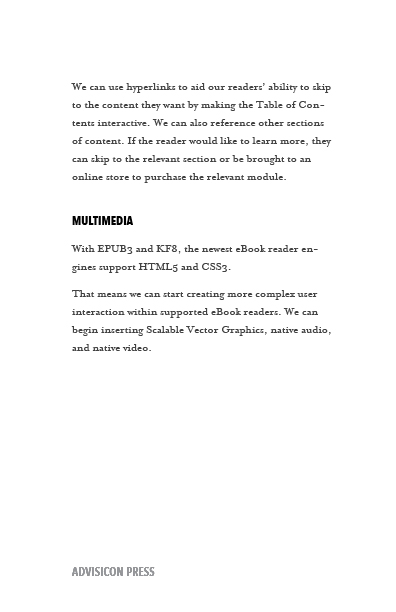 We can use hyperlinks to aid our readers' ability to skip
to the content they want by making the Table of Con-
tents interactive. We can also reference other sections
of content. If the reader would like to learn more, they
can skip to the relevant section or be brought to an
online store to purchase the relevant module.
MULTIMEDIA
With EPUB3 and KF8, the newest eBook reader en-
gines support HTML5 and CSS3.
That means we can start creating more complex user
interaction within supported eBook readers. We can
begin inserting Scalable Vector Graphics, native audio,
and native video.
ADVISICON PRESS